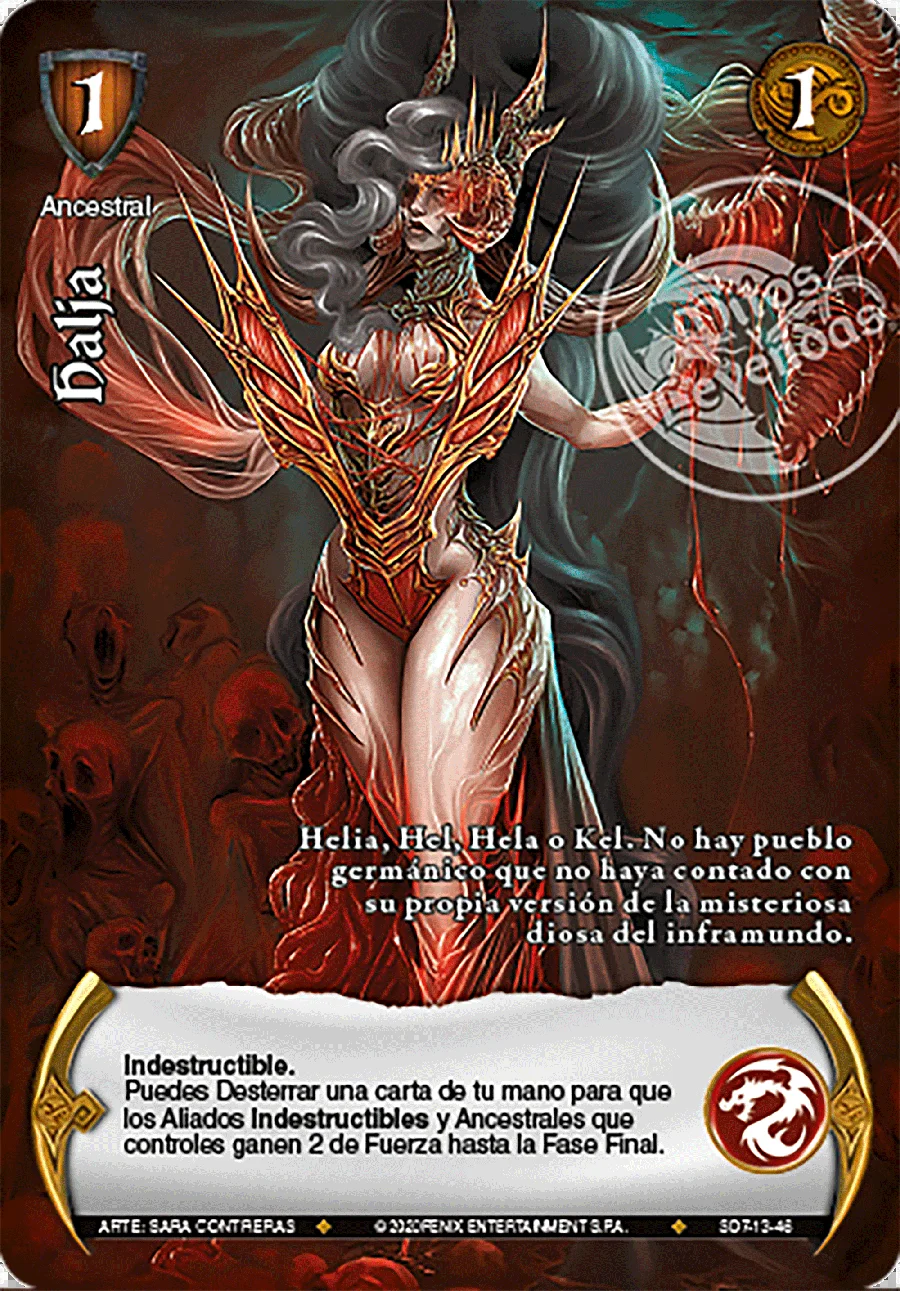 1
1
Ancestral
Halja
Mitos
Leyendas
Helia, Hel, Hela o Kel. No hay pueblo
germánico que no haya contado con
su propia versión de la misteriosa
diosa del inframundo.
Indestructible.
Puedes Desterrar una carta de tu mano para que
los Aliados Indestructibles y Ancestrales que
controles ganen 2 de Fuerza hasta la Fase Final.
ARTE: SARA CONTRERAS © 2020 FENIX ENTERTAINMENT S.P.A. SO7-13-46